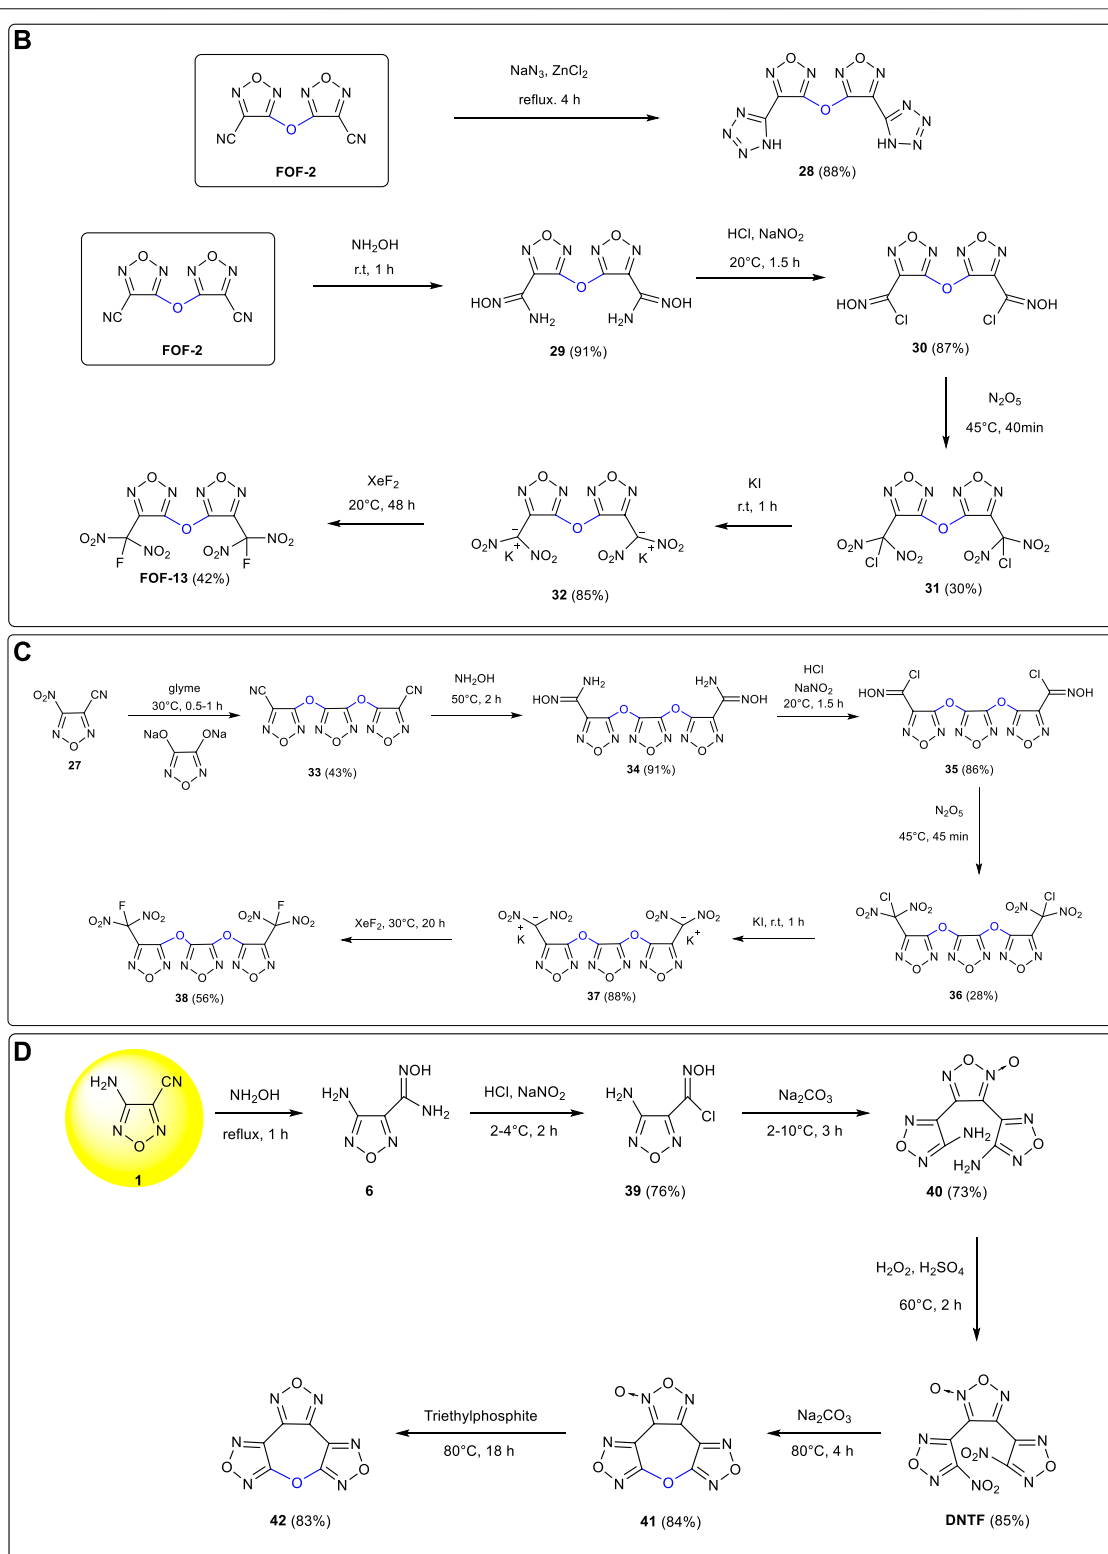 B
NaN3, ZnCl2
reflux. 4 h
FOF-2
28 (88%)
NH2OH
r.t, 1 h
HCl, NaNO2
20°C, 1.5 h
FOF-2
29 (91%)
30 (87%)
N2O5
45°C, 40min
XeF2
20°C, 48 h
KI
r.t, 1 h
FOF-13 (42%)
32 (85%)
31 (30%)
C
27
glyme
30°C, 0.5-1 h
NaO ONa
33 (43%)
NH2OH
50°C, 2 h
34 (91%)
HCl
NaNO2
20°C, 1.5 h
35 (86%)
N2O5
45°C, 45 min
XeF2, 30°C, 20 h
KI, r.t, 1 h
38 (56%)
37 (88%)
36 (28%)
D
1
NH2OH
reflux, 1 h
6
HCl, NaNO2
2-4°C, 2 h
39 (76%)
Na2CO3
2-10°C, 3 h
40 (73%)
H2O2, H2SO4
60°C, 2 h
Triethylphosphite
80°C, 18 h
Na2CO3
80°C, 4 h
42 (83%)
41 (84%)
DNTF (85%)